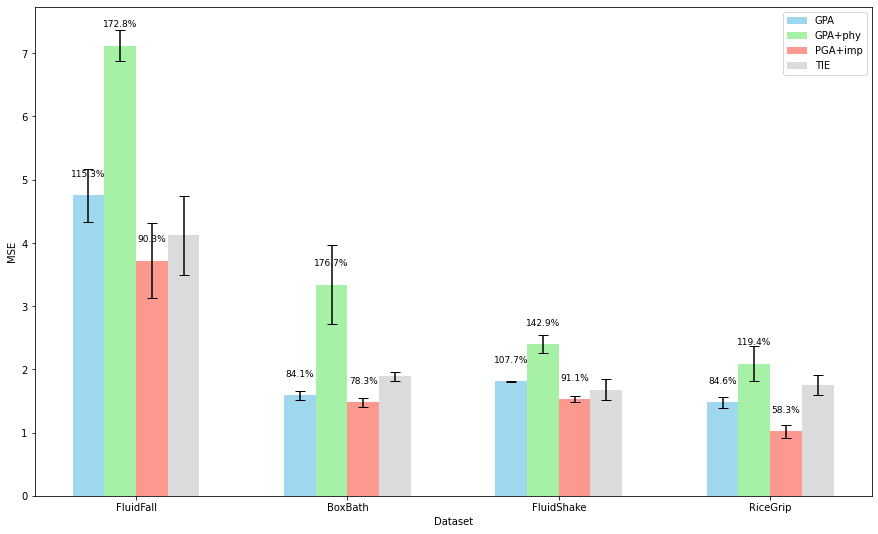 172.8%
GPA
GPA+phy
PGA+imp
TIE
7
6
5
4
3
2
1
0
MSE
115.3%
90.3%
84.1%
176.7%
78.3%
107.7%
142.9%
91.1%
84.6%
119.4%
58.3%
FluidFall
BoxBath
FluidShake
RiceGrip
Dataset